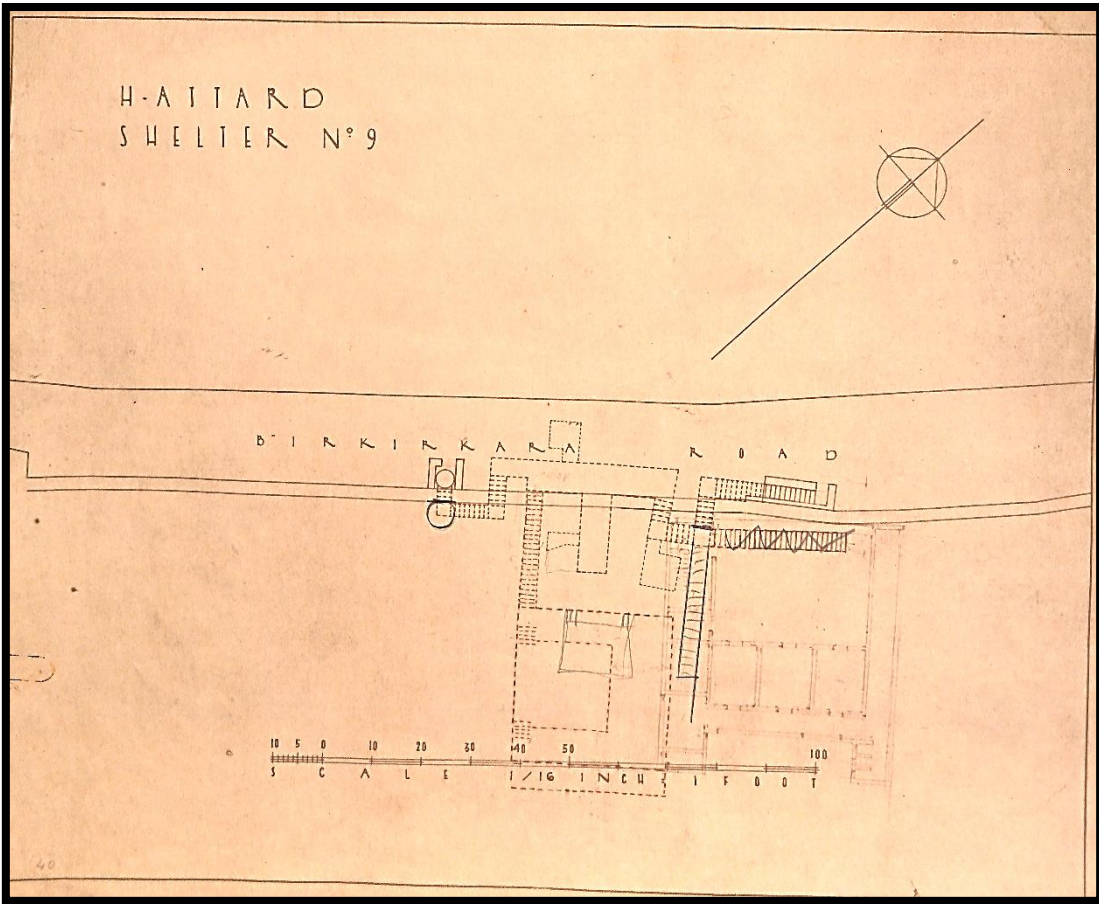 H-ATTARD
SHELTER Nº 9
B'IRKIRKARA ROAD
10 5 0 10 20 30 40 50 100
SCALE 1/16 INCH = 1 FOOT
40